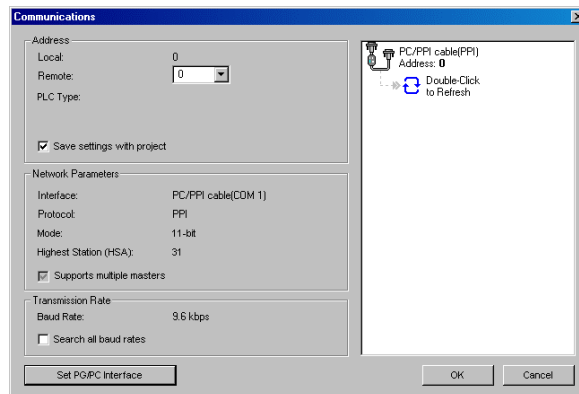 Communications
Address
Local: 0
Remote: 0
PLC Type:
Save settings with project
Network Parameters
Interface: PC/PPI cable(COM 1)
Protocol: PPI
Mode: 11-bit
Highest Station (HSA): 31
Supports multiple masters
Transmission Rate
Baud Rate: 9.6 kbps
Search all baud rates
Set PG/PC Interface
PC/PPI cable(PPI)
Address: 0
Double-Click
to Refresh
OK
Cancel